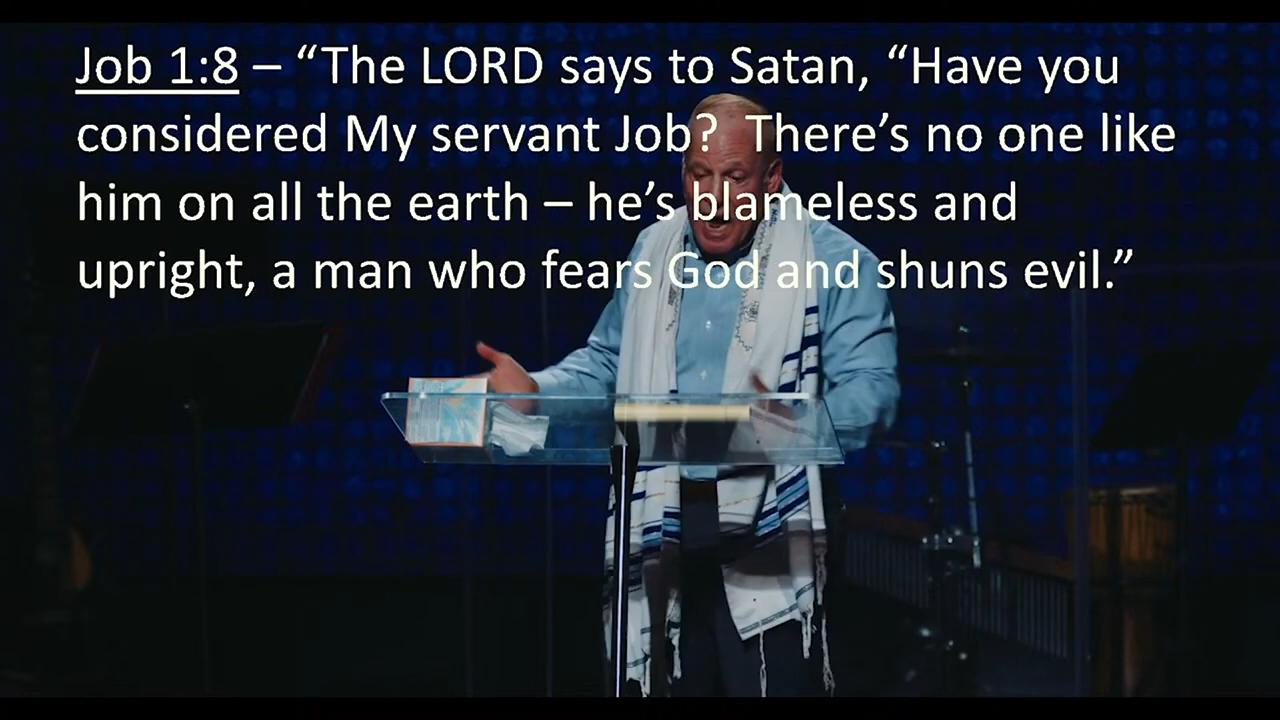 Job 1:8 – “The LORD says to Satan, “Have you
considered My servant Job?  There’s no one like
him on all the earth – he’s blameless and
upright, a man who fears God and shuns evil.”